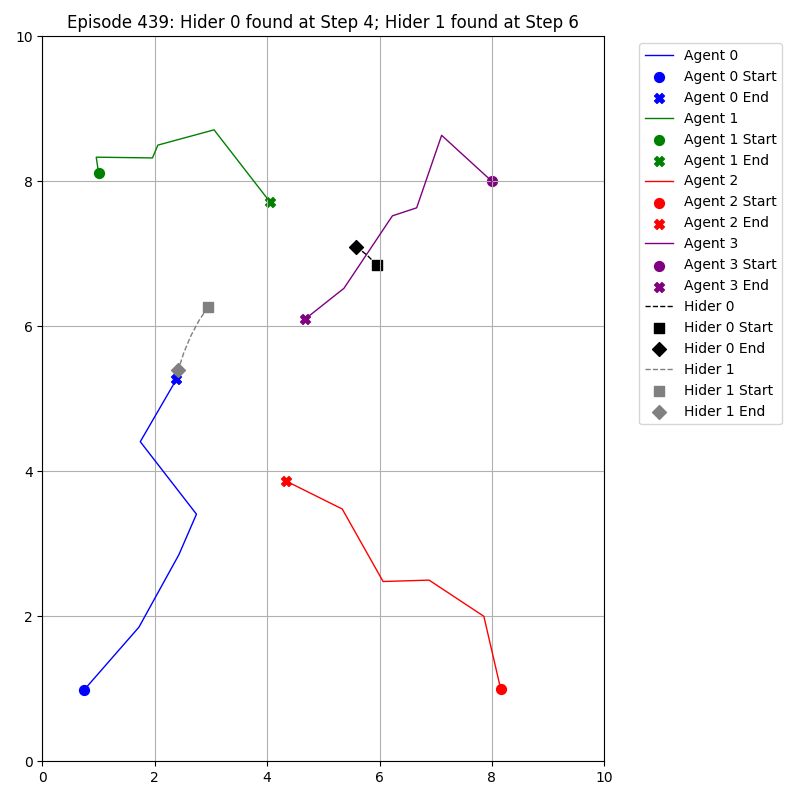 Episode 439: Hider 0 found at Step 4; Hider 1 found at Step 6
10
8
6
4
2
0
0 2 4 6 8 10
Agent 0
Agent 0 Start
Agent 0 End
Agent 1
Agent 1 Start
Agent 1 End
Agent 2
Agent 2 Start
Agent 2 End
Agent 3
Agent 3 Start
Agent 3 End
Hider 0
Hider 0 Start
Hider 0 End
Hider 1
Hider 1 Start
Hider 1 End